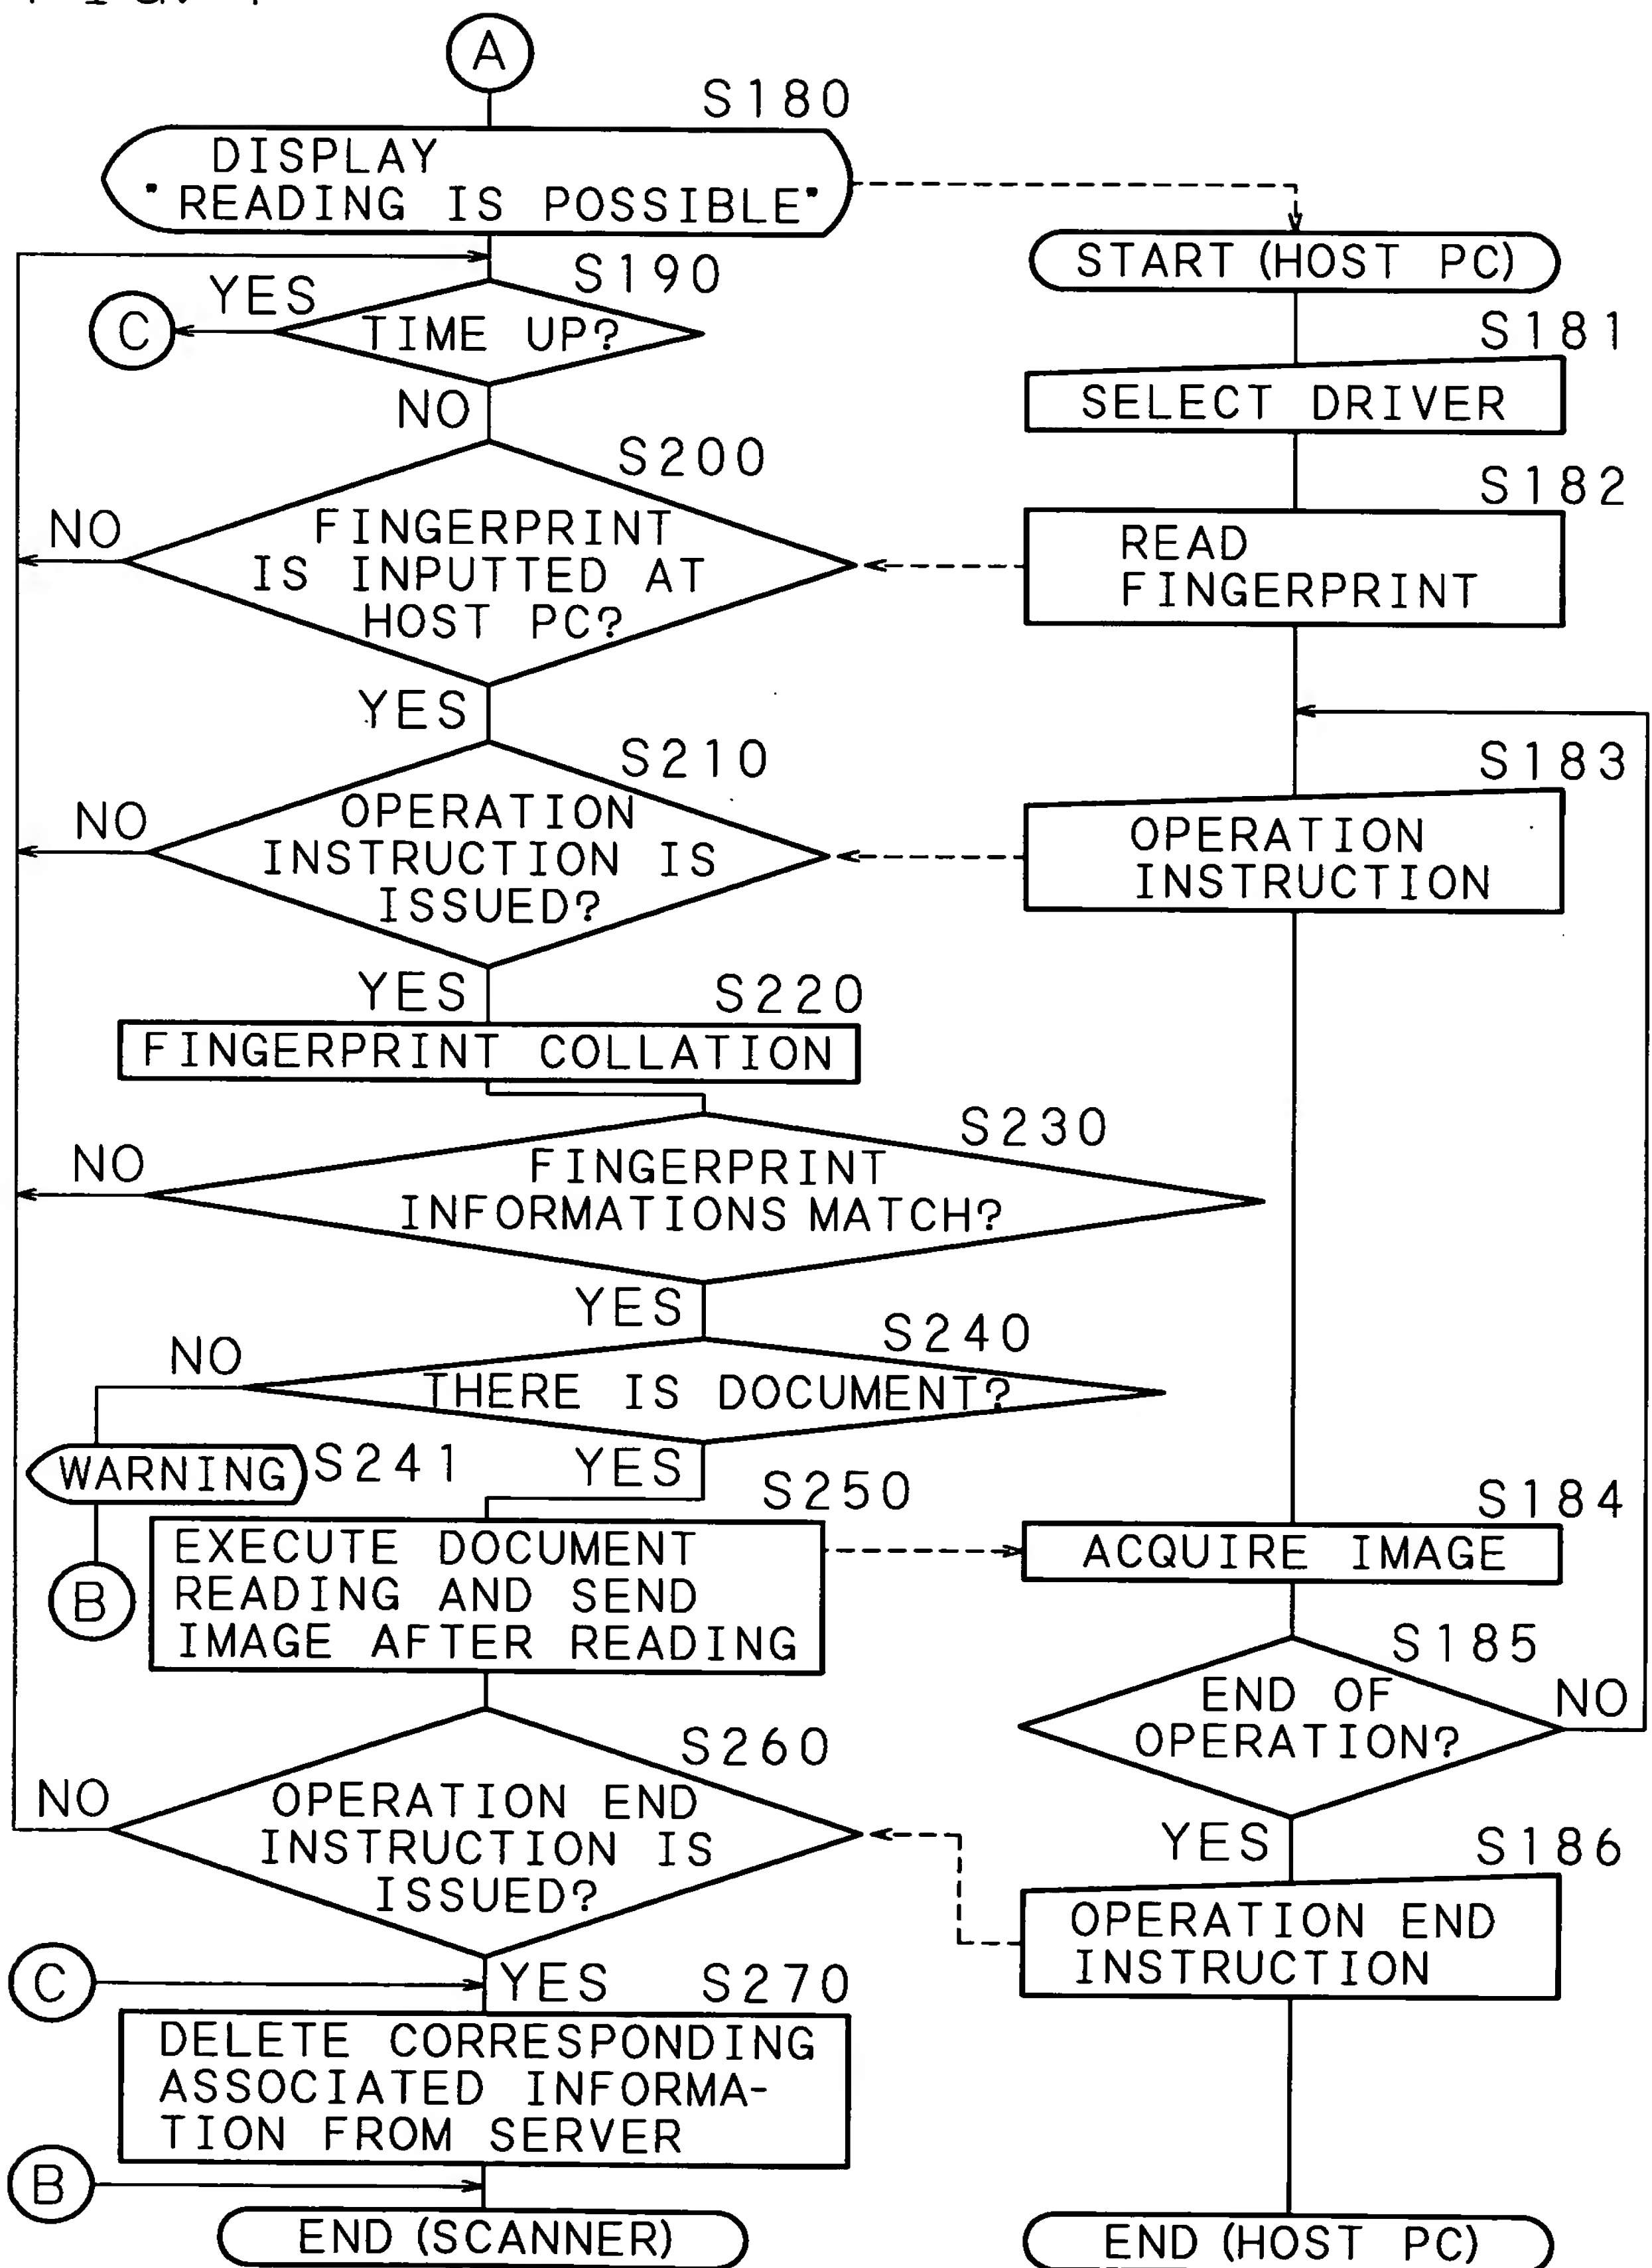 A
S180
DISPLAY
"READING IS POSSIBLE"
START (HOST PC)
S190
YES
C
TIME UP?
S181
NO
SELECT DRIVER
S200
S182
NO
FINGERPRINT
IS INPUTTED AT
HOST PC?
READ
FINGERPRINT
YES
S210
S183
NO
OPERATION
INSTRUCTION IS
ISSUED?
OPERATION
INSTRUCTION
YES
S220
FINGERPRINT COLLATION
S230
NO
FINGERPRINT
INFORMATIONS MATCH?
YES
S240
NO
THERE IS DOCUMENT?
WARNING
S241
YES
S250
S184
B
EXECUTE DOCUMENT
READING AND SEND
IMAGE AFTER READING
ACQUIRE IMAGE
S185
END OF
OPERATION?
NO
S260
NO
OPERATION END
INSTRUCTION IS
ISSUED?
YES
S186
OPERATION END
INSTRUCTION
C
YES
S270
DELETE CORRESPONDING
ASSOCIATED INFORMA-
TION FROM SERVER
B
END (SCANNER)
END (HOST PC)